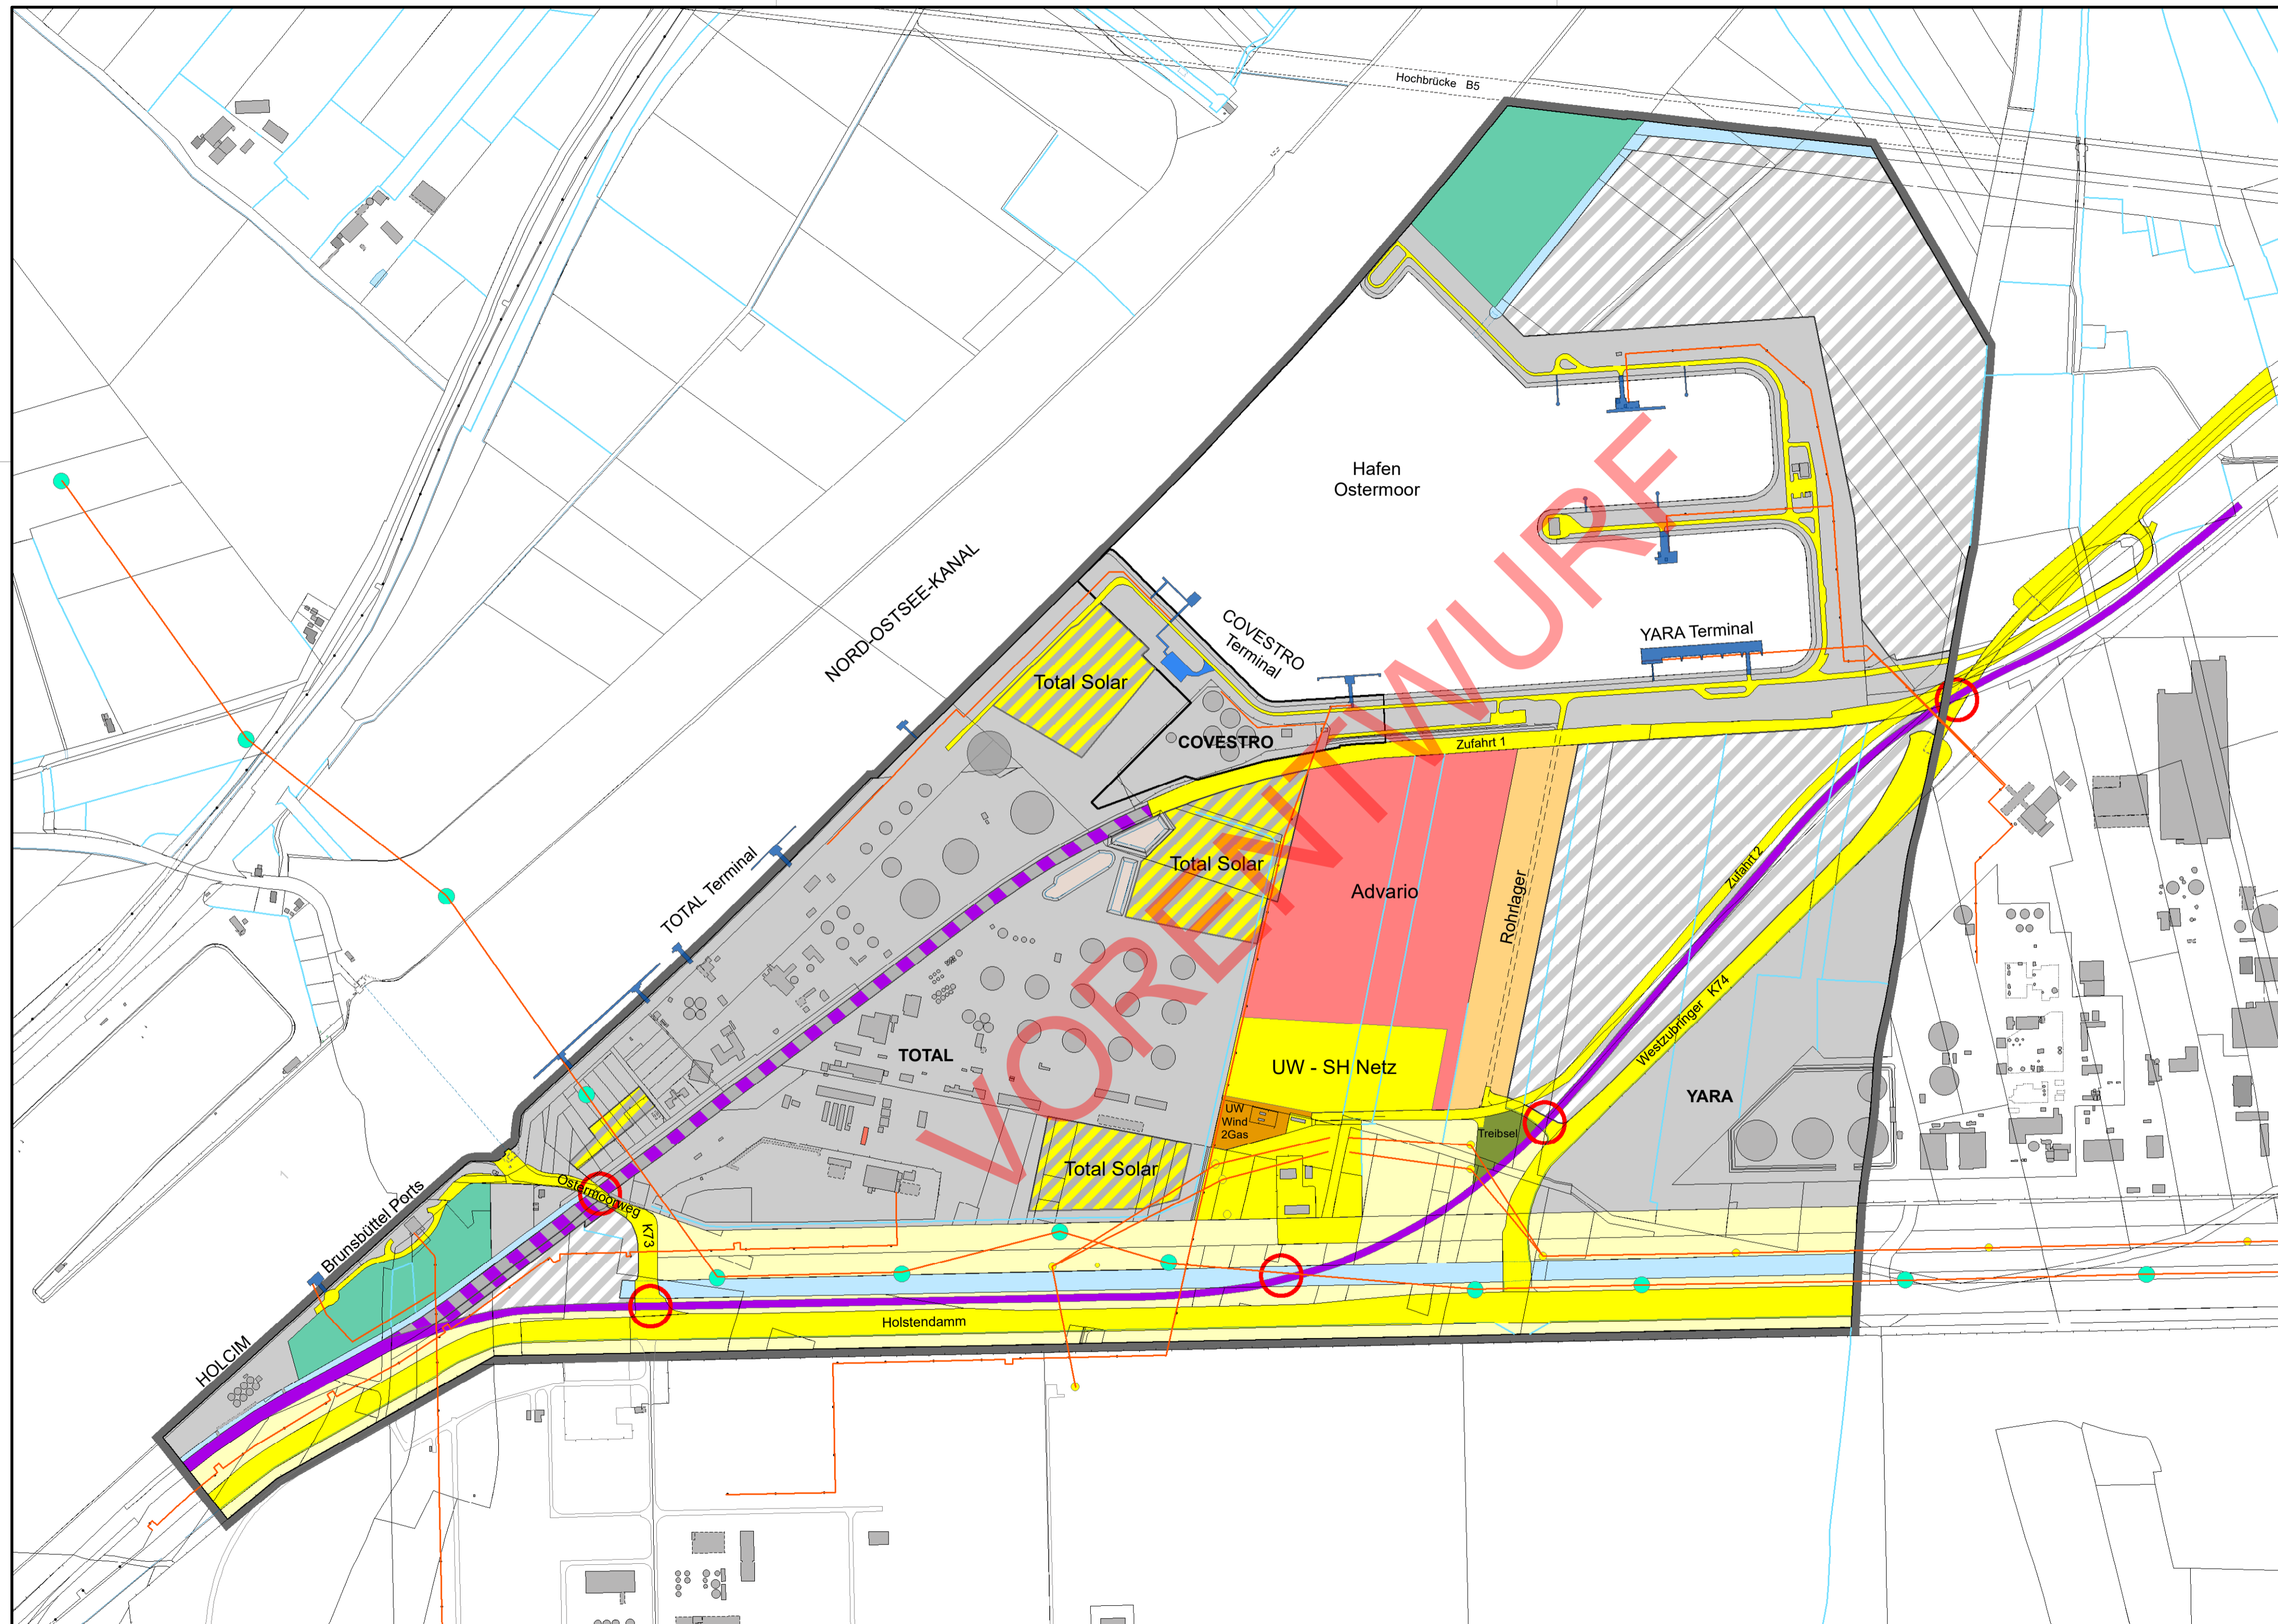 Hochbrücke B5
Hafen
Ostermoor
NORD-OSTSEE-KANAL
COVESTRO
Terminal
YARA Terminal
Total Solar
COVESTRO
Zufahrt 1
TOTAL Terminal
Total Solar
Advario
Rohrlager
Zufahrt 2
Westzubringer K74
TOTAL
UW - SH Netz
YARA
UW
Wind
2Gas
Treibsel
Total Solar
Ostermoorweg
K73
Brunsbüttel Ports
Holstendamm
HOLCIM
VORENTWURF